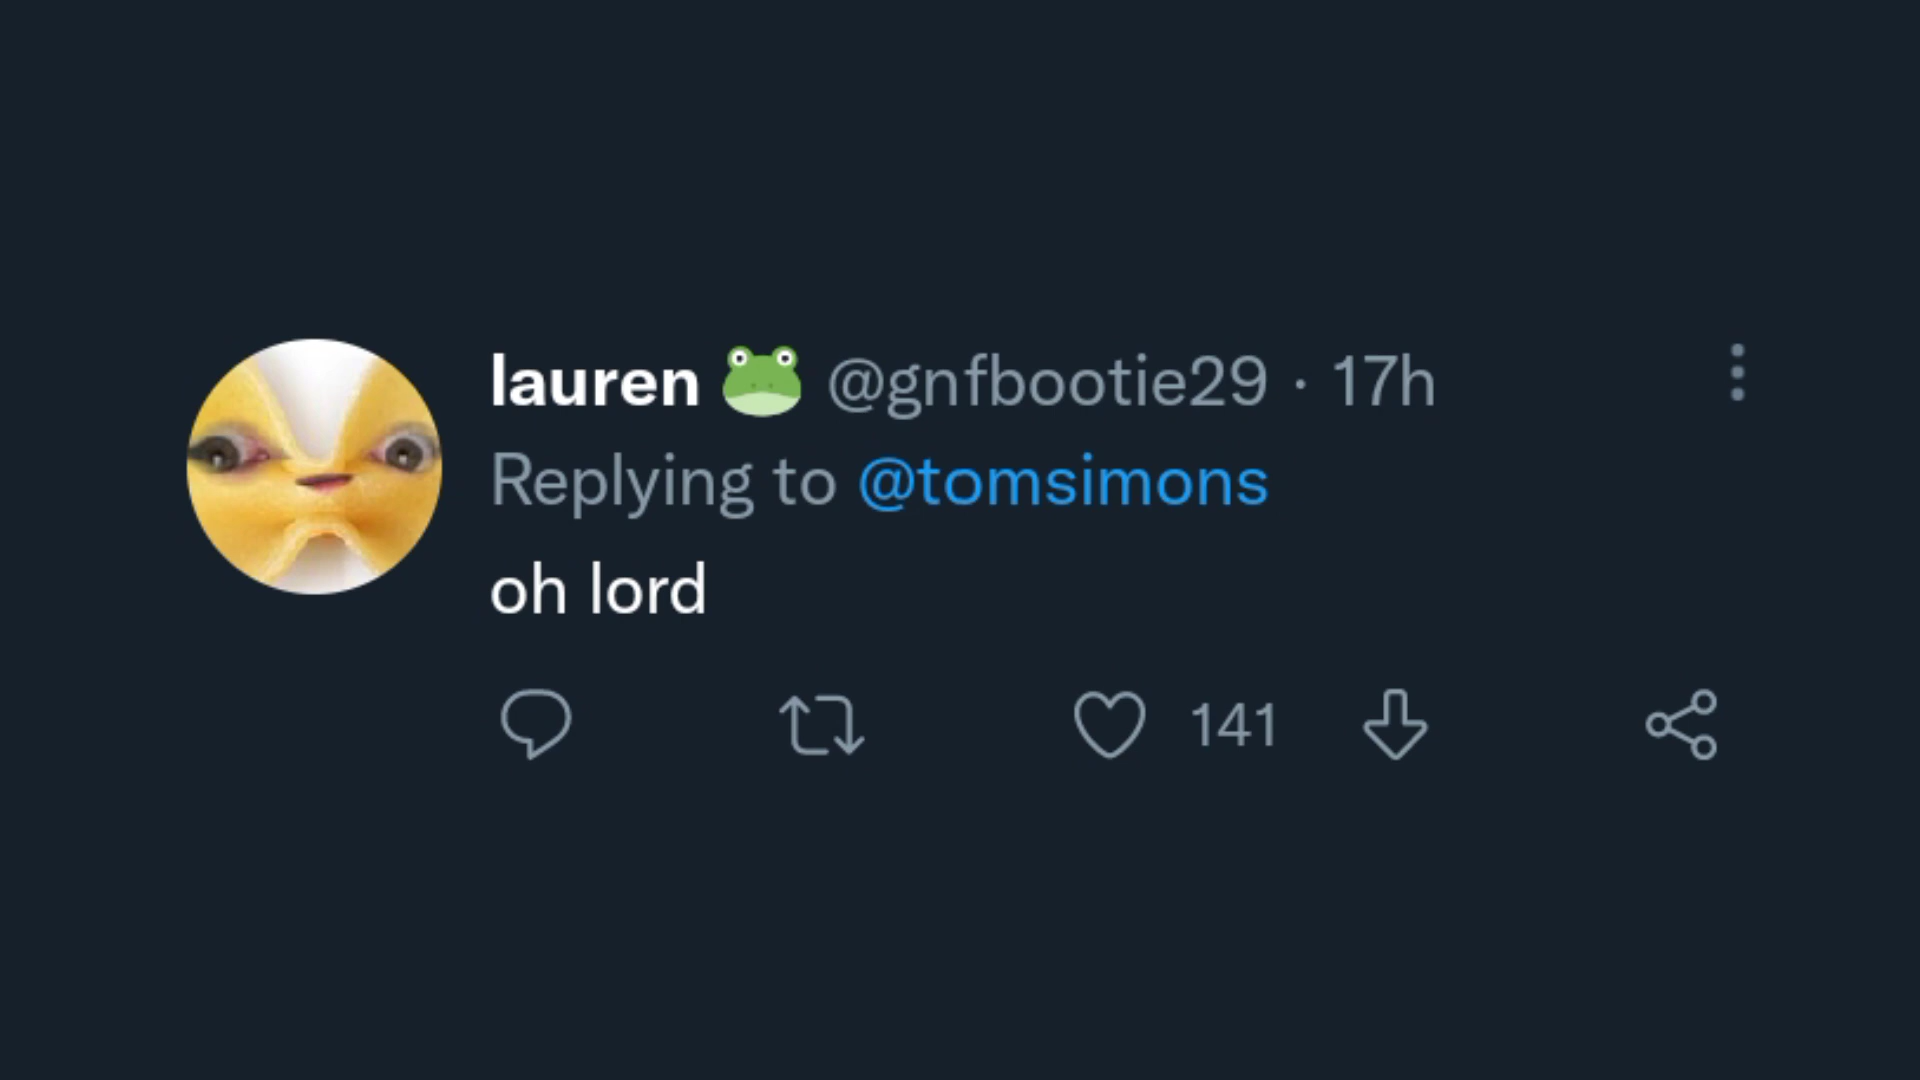 lauren 🐸 @gnfbootie29 · 17h
Replying to @tomsimons
oh lord
141